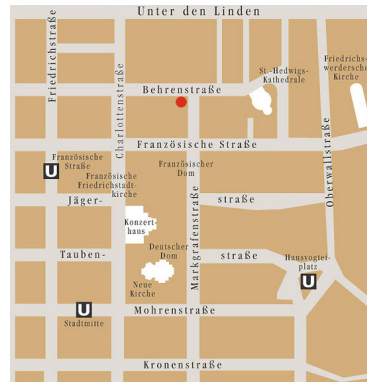 Unter den Linden
Friedrichstraße
Charlottenstraße
Behrenstraße
St.-Hedwigs-
Kathedrale
Friedrichs-
werdersche
Kirche
Oberwallstraße
Französische Straße
Französische
Straße
U
Französische
Friedrichstadt-
kirche
Französischer
Dom
Markgrafenstraße
Jäger-
straße
Konzert-
haus
Deutscher
Dom
Tauben-
straße
Hausvogtei-
platz
U
Neue
Kirche
U
Stadtmitte
Mohrenstraße
Kronenstraße